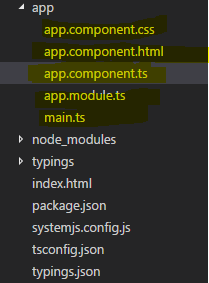 app
app.component.css
app.component.html
app.component.ts
app.module.ts
main.ts
node_modules
typings
index.html
package.json
systemjs.config.js
tsconfig.json
typings.json